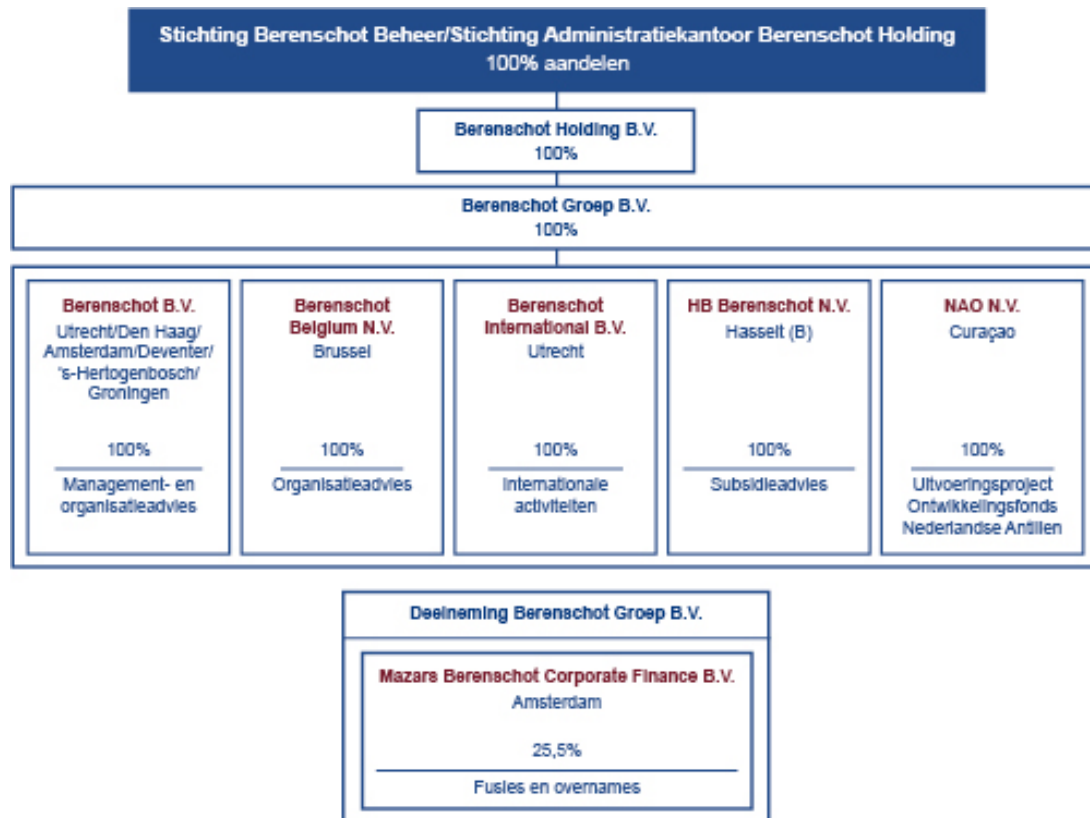 Stichting Berenschot Beheer/Stichting Administratiekantoor Berenschot Holding
100% aandelen
Berenschot Holding B.V.
100%
Berenschot Groep B.V.
100%
Berenschot B.V.
Utrecht/Den Haag/
Amsterdam/Deventer/
's-Hertogenbosch/
Groningen
100%
Management- en
organisatieadvies
Berenschot
Belgium N.V.
Brussel
100%
Organisatieadvies
Berenschot
International B.V.
Utrecht
100%
Internationale
activiteiten
HB Berenschot N.V.
Hasselt (B)
100%
Subsidieadvies
NAO N.V.
Curaçao
100%
Uitvoeringsproject
Ontwikkelingsfonds
Nederlandse Antillen
Deelneming Berenschot Groep B.V.
Mazars Berenschot Corporate Finance B.V.
Amsterdam
25,5%
Fusies en overnames